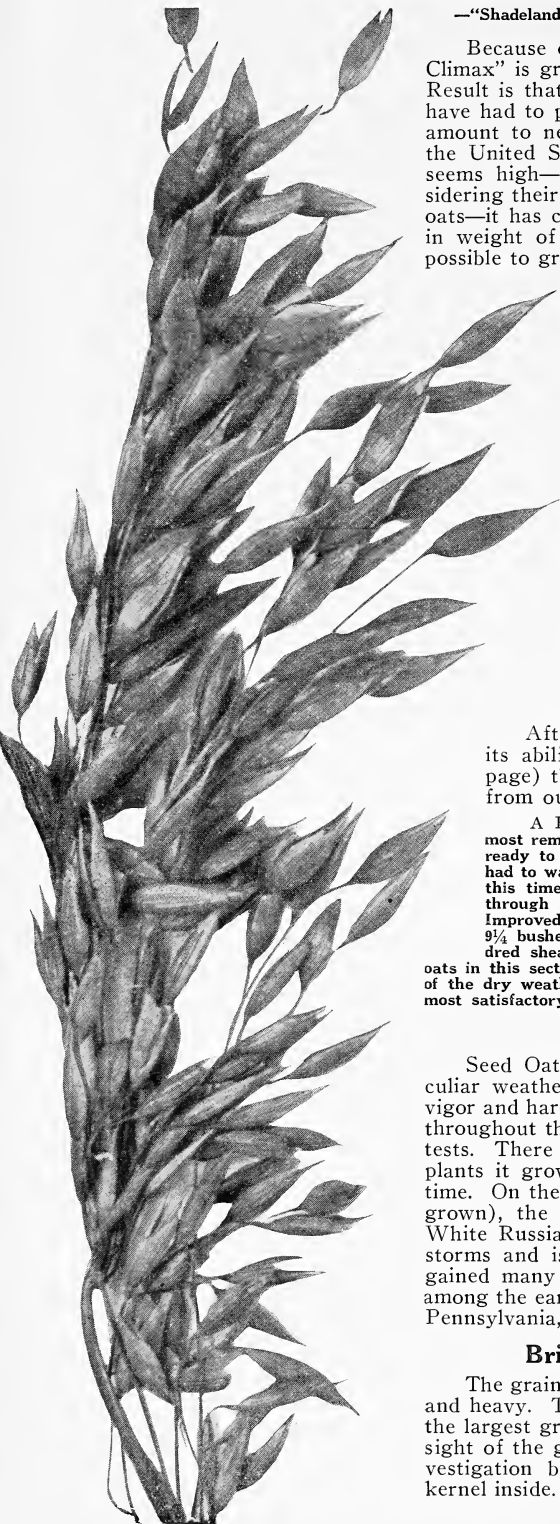 —“Shadeland
Because
Climax” is gr
Result is that
have had to p
amount to ne
the United S
seems high—
sidering their
oats—it has c
in weight of
possible to gr
Aft
its abili
page) t
from ou
A
most rem
ready to
had to wa
this time
through
Improved
9¼ bushe
dred shea
oats in this sect
of the dry weat
most satisfactory
Seed Oat
culiar weathe
vigor and har
throughout th
tests. There
plants it grow
time. On the
grown), the
White Russia
storms and is
gained many
among the ear
Pennsylvania,
Bri
The grain
and heavy. T
the largest gr
sight of the g
vestigation b
kernel inside.